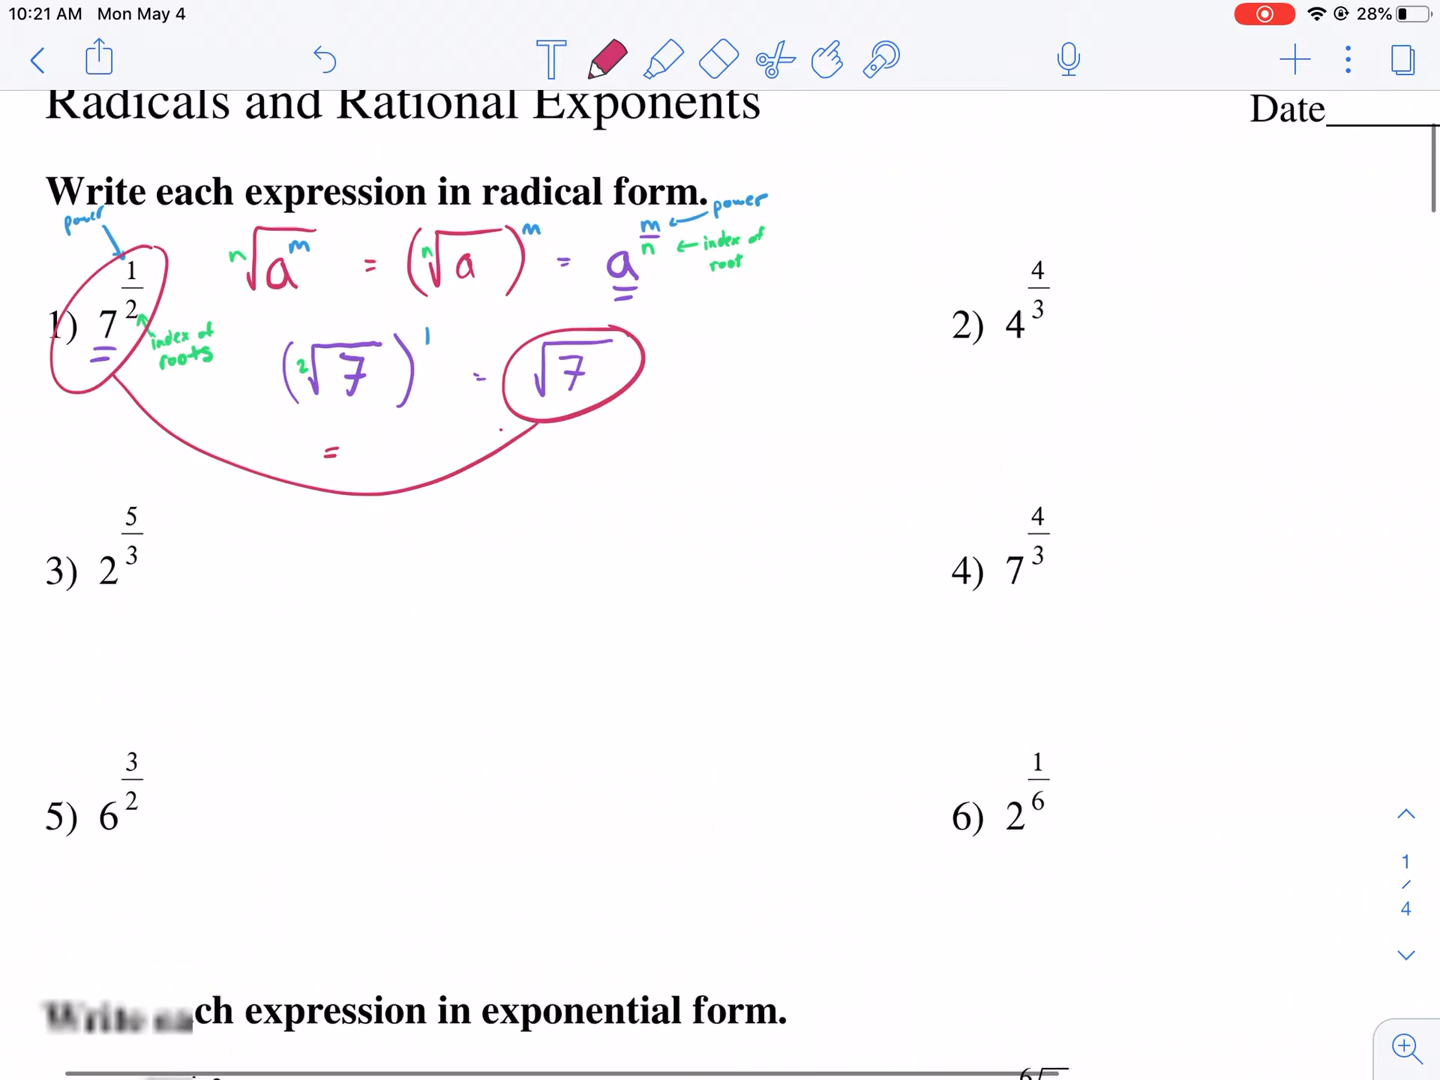 10:21 AM Mon May 4 28%
Radicals and Rational Exponents Date
Write each expression in radical form.
power
ⁿ√aᵐ = (ⁿ√a)ᵐ = a^(m/n) ← power ← index of root
1) 7^(1/2)
index of roots
(²√7)¹ = √7
=
2) 4^(4/3)
3) 2^(5/3)
4) 7^(4/3)
5) 6^(3/2)
6) 2^(1/6)
1
/
4
ch expression in exponential form.